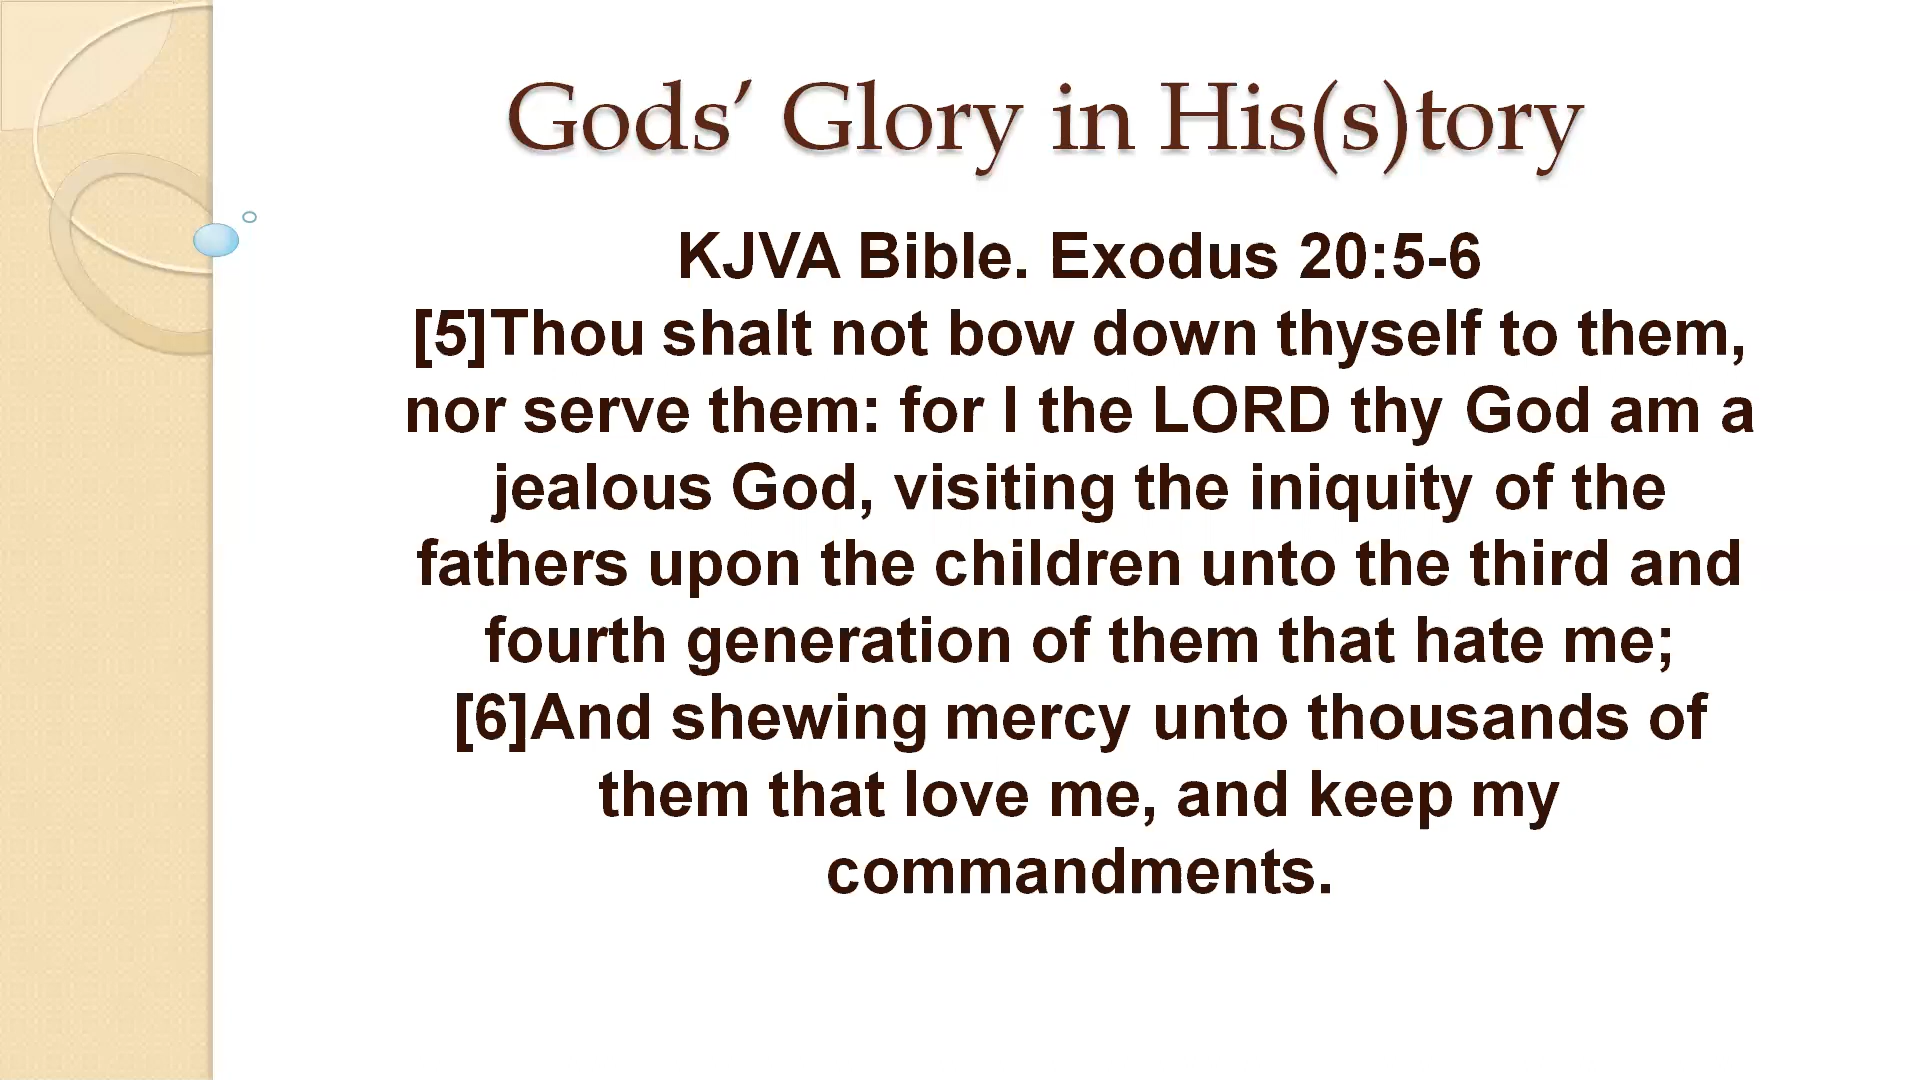 Gods’ Glory in His(s)tory
KJVA Bible. Exodus 20:5-6
[5]Thou shalt not bow down thyself to them,
nor serve them: for I the LORD thy God am a
jealous God, visiting the iniquity of the
fathers upon the children unto the third and
fourth generation of them that hate me;
[6]And shewing mercy unto thousands of
them that love me, and keep my
commandments.